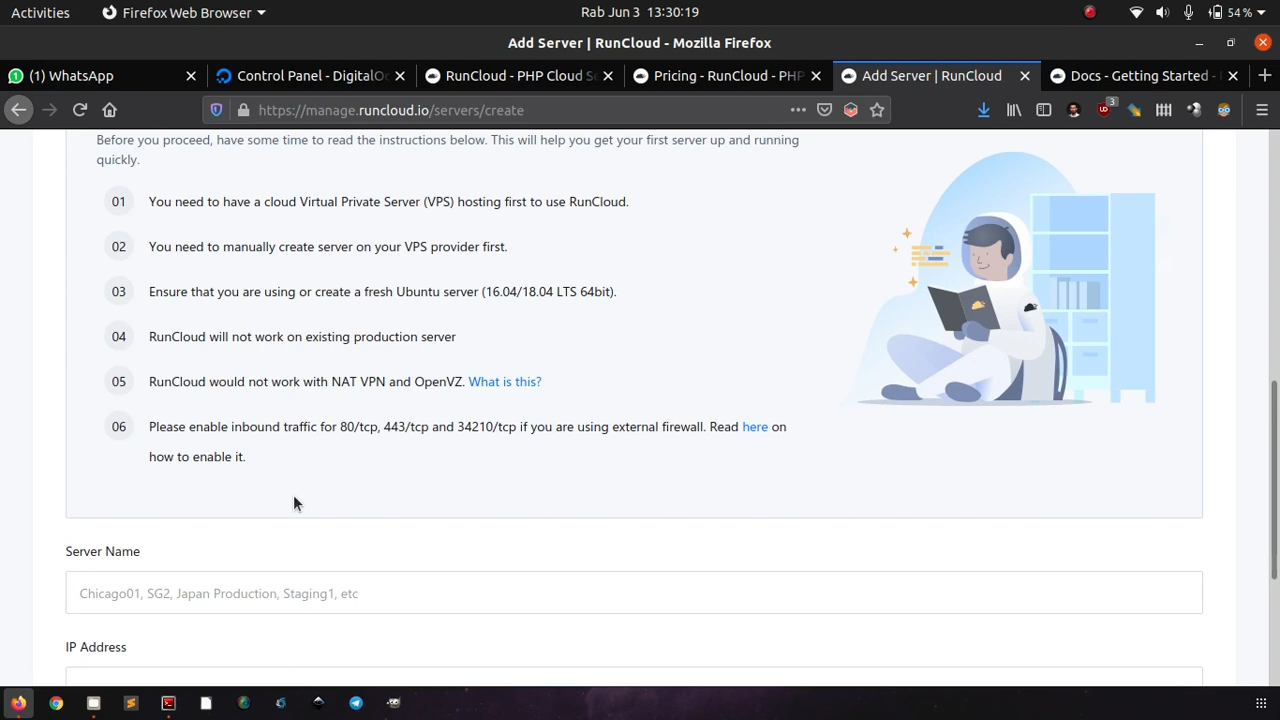 Activities
Firefox Web Browser
Rab Jun 3 13:30:19
54 %
Add Server | RunCloud - Mozilla Firefox
(1) WhatsApp
Control Panel - DigitalOc
RunCloud - PHP Cloud Se
Pricing - RunCloud - PHP
Add Server | RunCloud
Docs - Getting Started -
https://manage.runcloud.io/servers/create
3
Before you proceed, have some time to read the instructions below. This will help you get your first server up and running
quickly.
01 You need to have a cloud Virtual Private Server (VPS) hosting first to use RunCloud.
02 You need to manually create server on your VPS provider first.
03 Ensure that you are using or create a fresh Ubuntu server (16.04/18.04 LTS 64bit).
04 RunCloud will not work on existing production server
05 RunCloud would not work with NAT VPN and OpenVZ. What is this?
06 Please enable inbound traffic for 80/tcp, 443/tcp and 34210/tcp if you are using external firewall. Read here on
how to enable it.
Server Name
Chicago01, SG2, Japan Production, Staging1, etc
IP Address